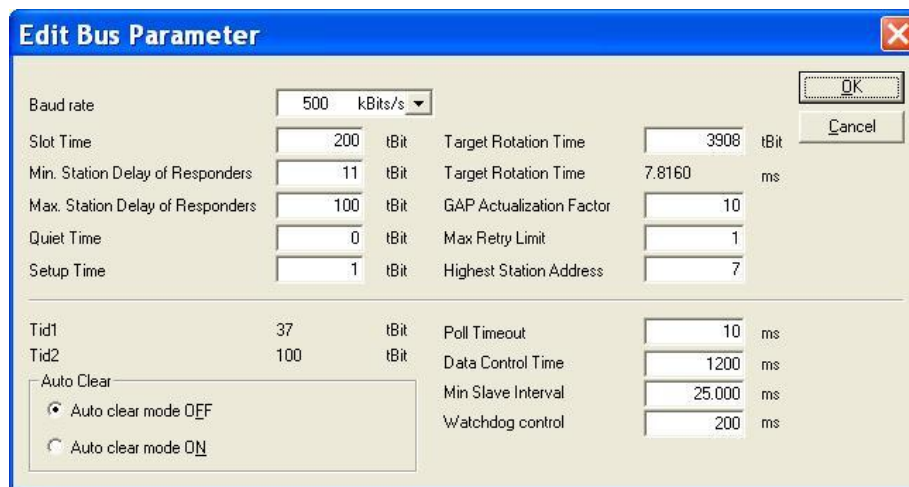 Edit Bus Parameter
OK
Cancel
Baud rate 500 kBits/s
Slot Time 200 tBit Target Rotation Time 3908 tBit
Min. Station Delay of Responders 11 tBit Target Rotation Time 7.8160 ms
Max. Station Delay of Responders 100 tBit GAP Actualization Factor 10
Quiet Time 0 tBit Max Retry Limit 1
Setup Time 1 tBit Highest Station Address 7
Tid1 37 tBit Poll Timeout 10 ms
Tid2 100 tBit Data Control Time 1200 ms
Auto Clear Min Slave Interval 25.000 ms
Auto clear mode OFF Watchdog control 200 ms
Auto clear mode ON